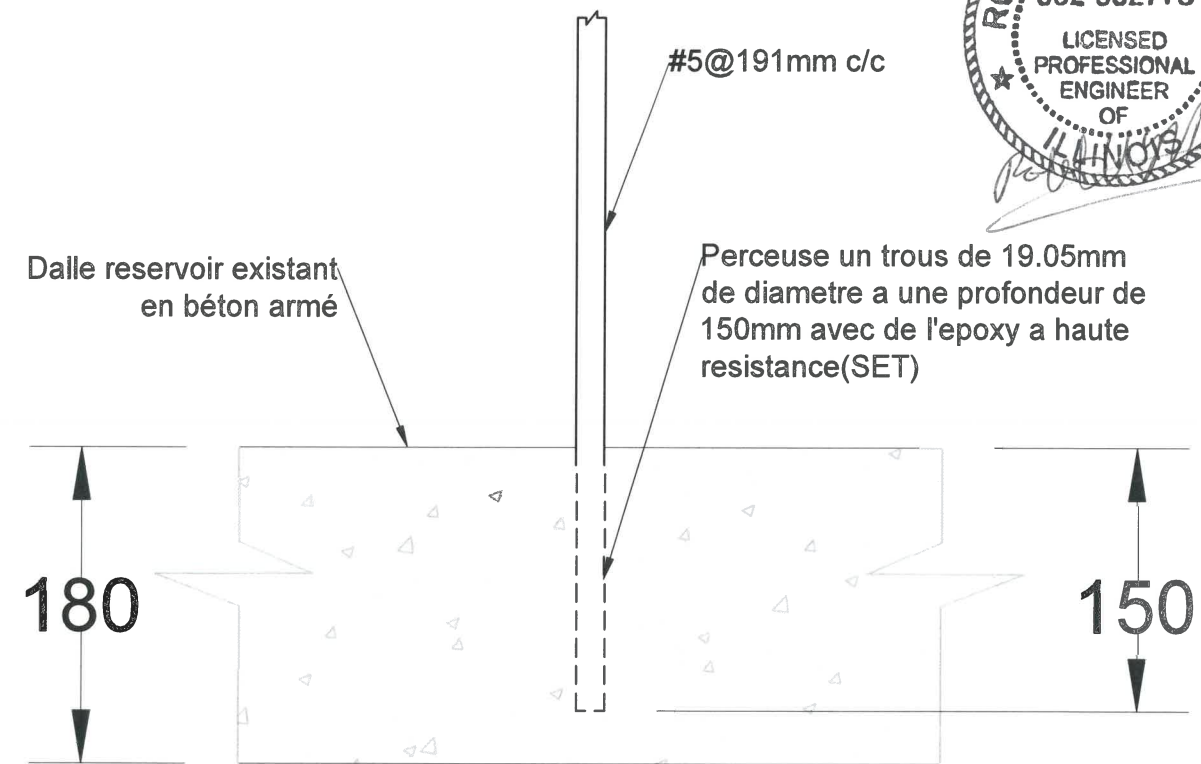 #5@191mm c/c
LICENSED
PROFESSIONAL
ENGINEER
OF
ILLINOIS
Dalle reservoir existant
en béton armé
Perceuse un trous de 19.05mm
de diametre a une profondeur de
150mm avec de l'epoxy a haute
resistance(SET)
180
150